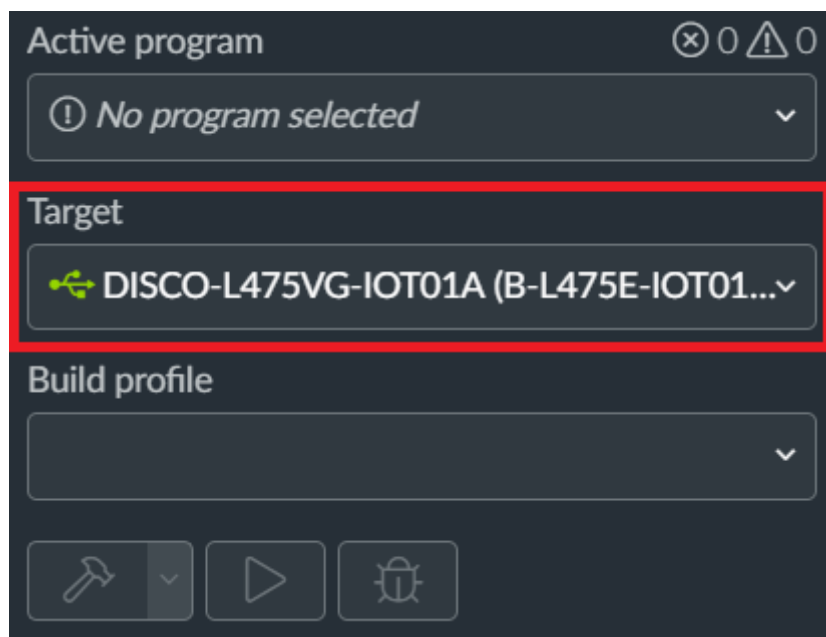 Active program 0 0
No program selected
Target
DISCO-L475VG-IOT01A (B-L475E-IOT01...
Build profile